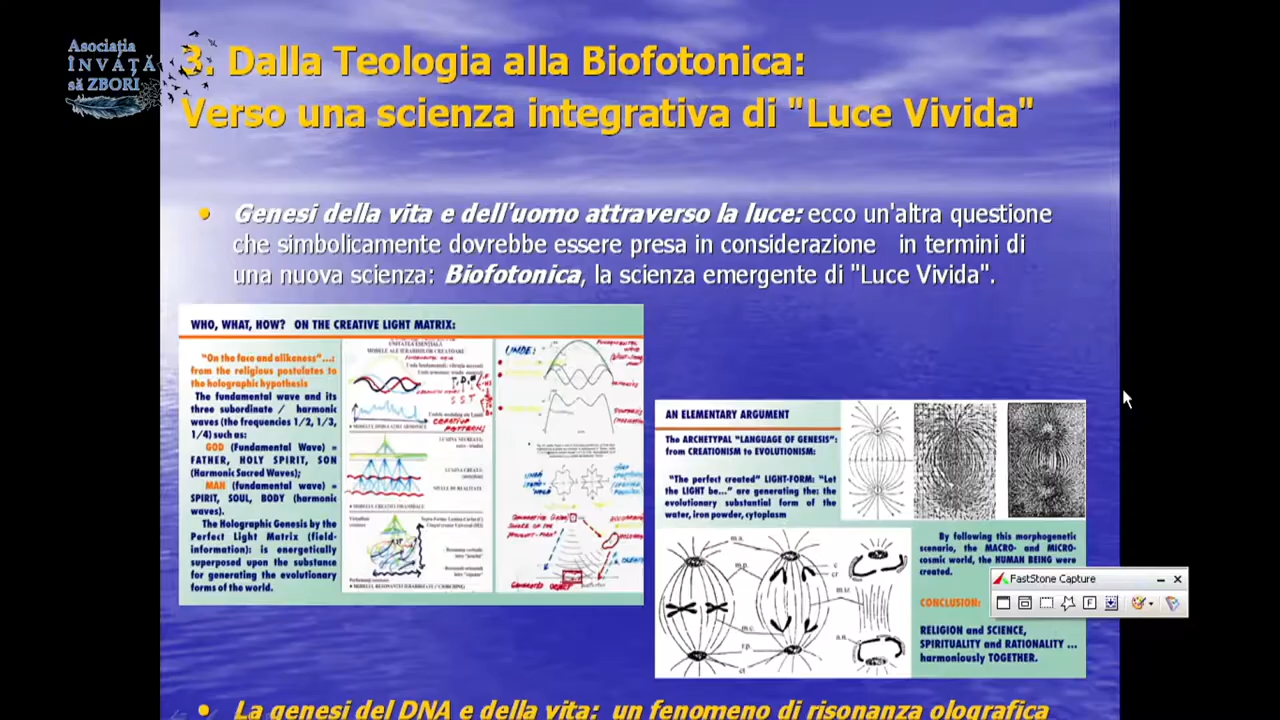 Asociația
ÎNVAȚĂ
să ZBORI
3. Dalla Teologia alla Biofotonica:
Verso una scienza integrativa di "Luce Vivida"
Genesi della vita e dell'uomo attraverso la luce: ecco un'altra questione
che simbolicamente dovrebbe essere presa in considerazione in termini di
una nuova scienza: Biofotonica, la scienza emergente di "Luce Vivida".
WHO, WHAT, HOW? ON THE CREATIVE LIGHT MATRIX:
"On the face and alikeness"...:
from the religious postulates to
the holographic hypothesis
The fundamental wave and its
three subordinate / harmonic
waves (the frequencies 1/2, 1/3,
1/4) such as:
GOD (Fundamental Wave) =
FATHER, HOLY SPIRIT, SON
(Harmonic Sacred Waves);
MAN (fundamental wave) =
SPIRIT, SOUL, BODY (harmonic
waves).
The Holographic Genesis by the
Perfect Light Matrix (field-
information): is energetically
superposed upon the substance
for generating the evolutionary
forms of the world.
UNITATEA ESENȚIALĂ
MODELE ALE IERARHIILOR CREATOARE
UNDE:
AN ELEMENTARY ARGUMENT
The ARCHETYPAL "LANGUAGE OF GENESIS":
from CREATIONISM to EVOLUTIONISM:
"The perfect created" LIGHT-FORM: "Let
the LIGHT be..." are generating the: the
evolutionary substantial form of the
water, iron powder, cytoplasm
m.a.
m.p.
c
cr
m.iz.
m.c.
f.p.
a.n.
ct
By following this morphogenetic
scenario, the MACRO- and MICRO-
cosmic world, the HUMAN BEING were
created.
FastStone Capture
CONCLUSION:
RELIGION and SCIENCE,
SPIRITUALITY and RATIONALITY ...
harmoniously TOGETHER.
La genesi del DNA e della vita: un fenomeno di risonanza olografica